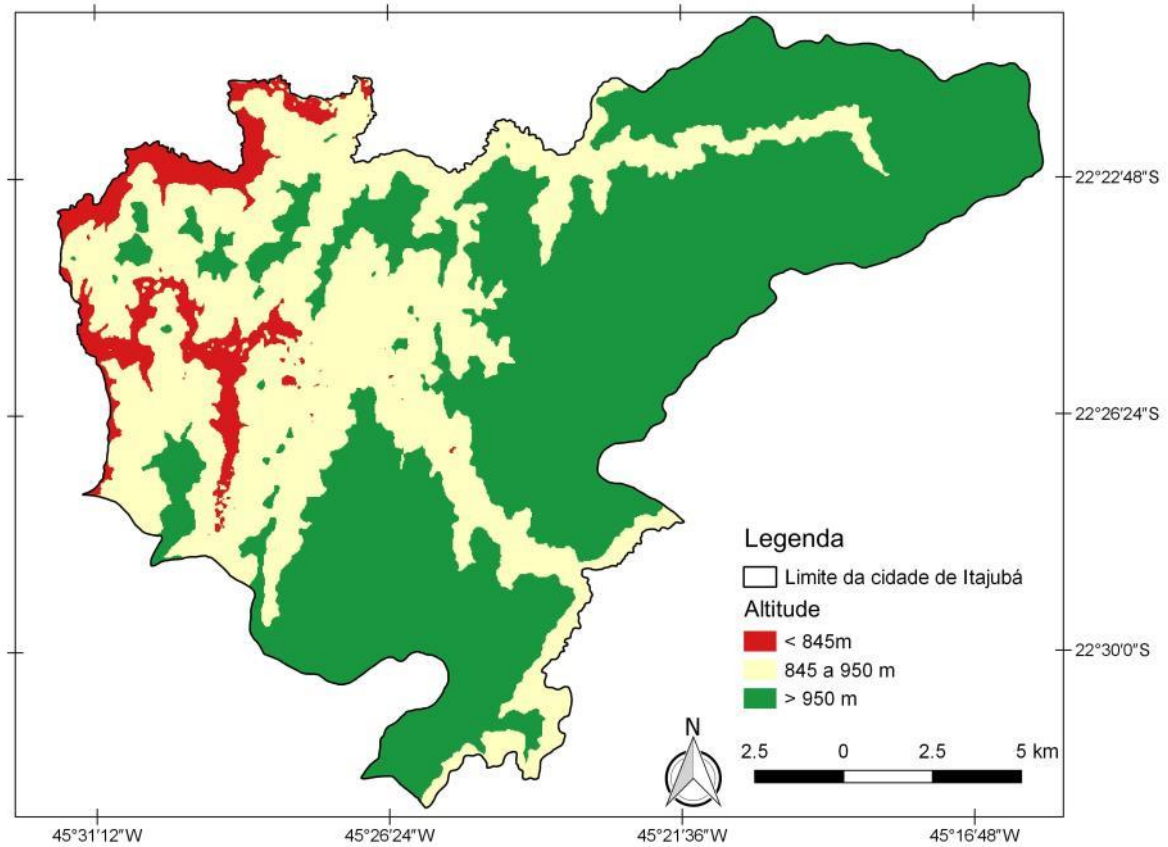 22°22'48"S
22°26'24"S
Legenda
Limite da cidade de Itajubá
Altitude
< 845m
845 a 950 m
> 950 m
22°30'0"S
N
2.5 0 2.5 5 km
45°31'12"W 45°26'24"W 45°21'36"W 45°16'48"W